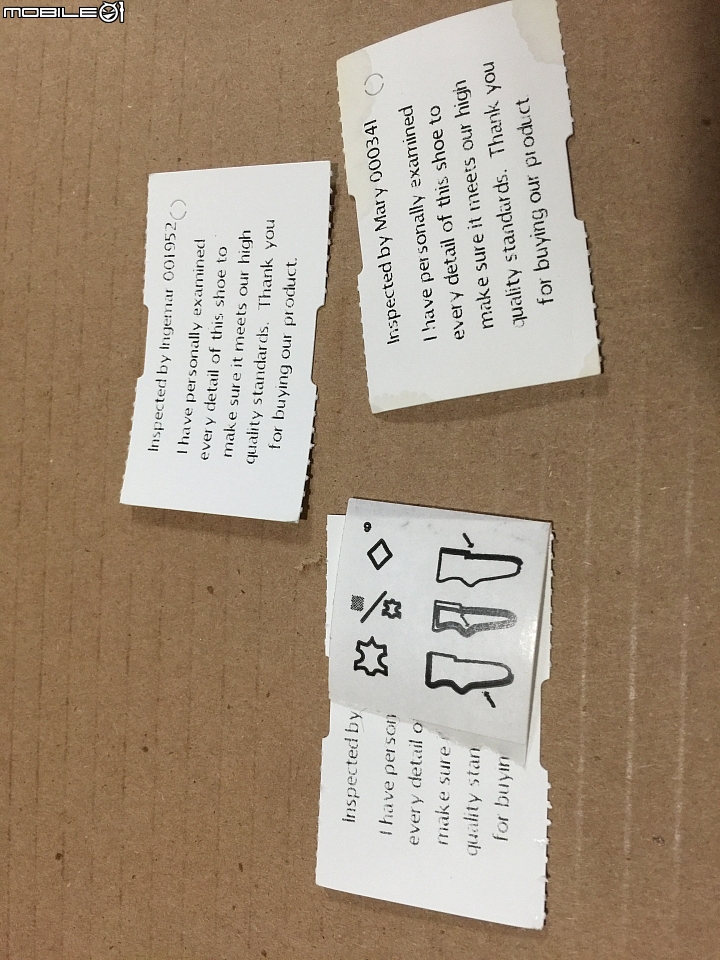 MOBILE01
Inspected by Ingemar 001952
I have personally examined
every detail of this shoe to
make sure it meets our high
quality standards. Thank you
for buying our product.
Inspected by Mary 000341
I have personally examined
every detail of this shoe to
make sure it meets our high
quality standards. Thank you
for buying our product
Inspected by
I have person
every detail o
make sure
quality stan
for buyin
9